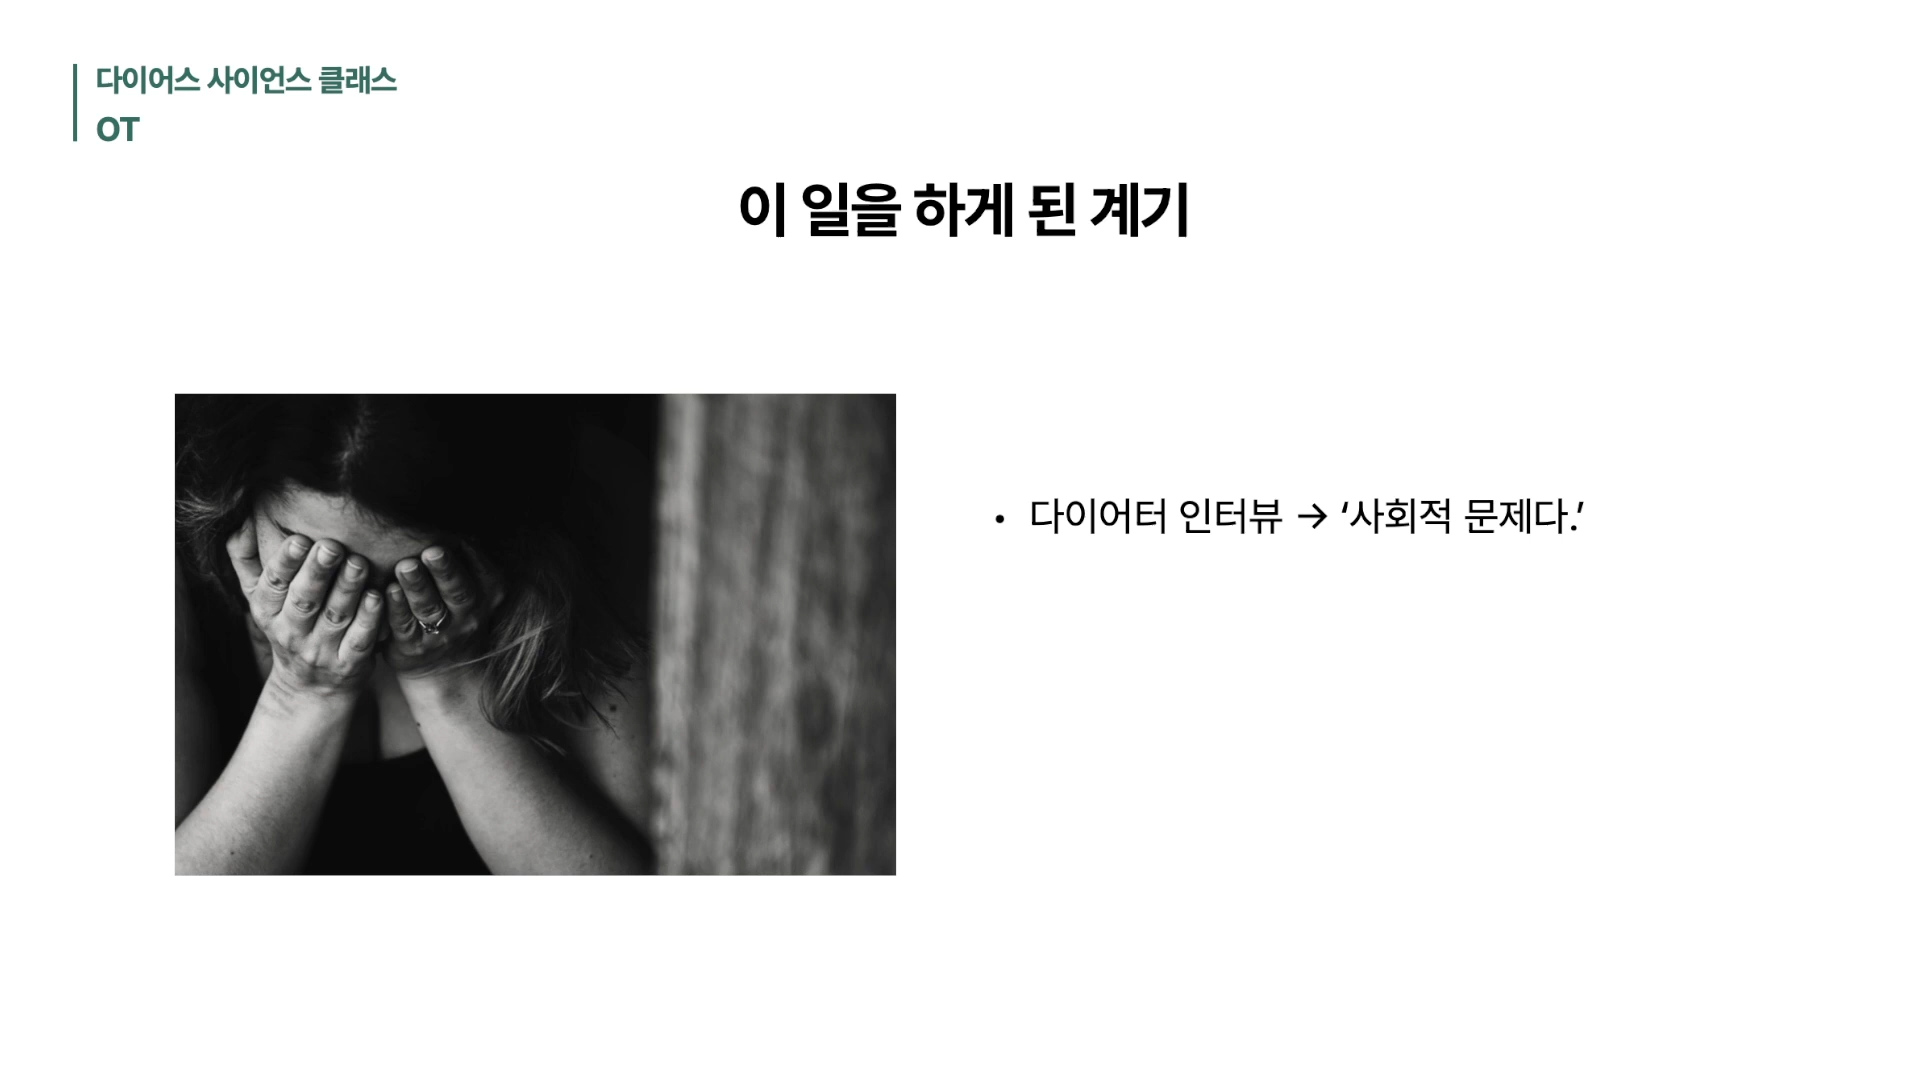 다이어스 사이언스 클래스
OT
이 일을 하게 된 계기
• 다이어터 인터뷰 → ‘사회적 문제다.’